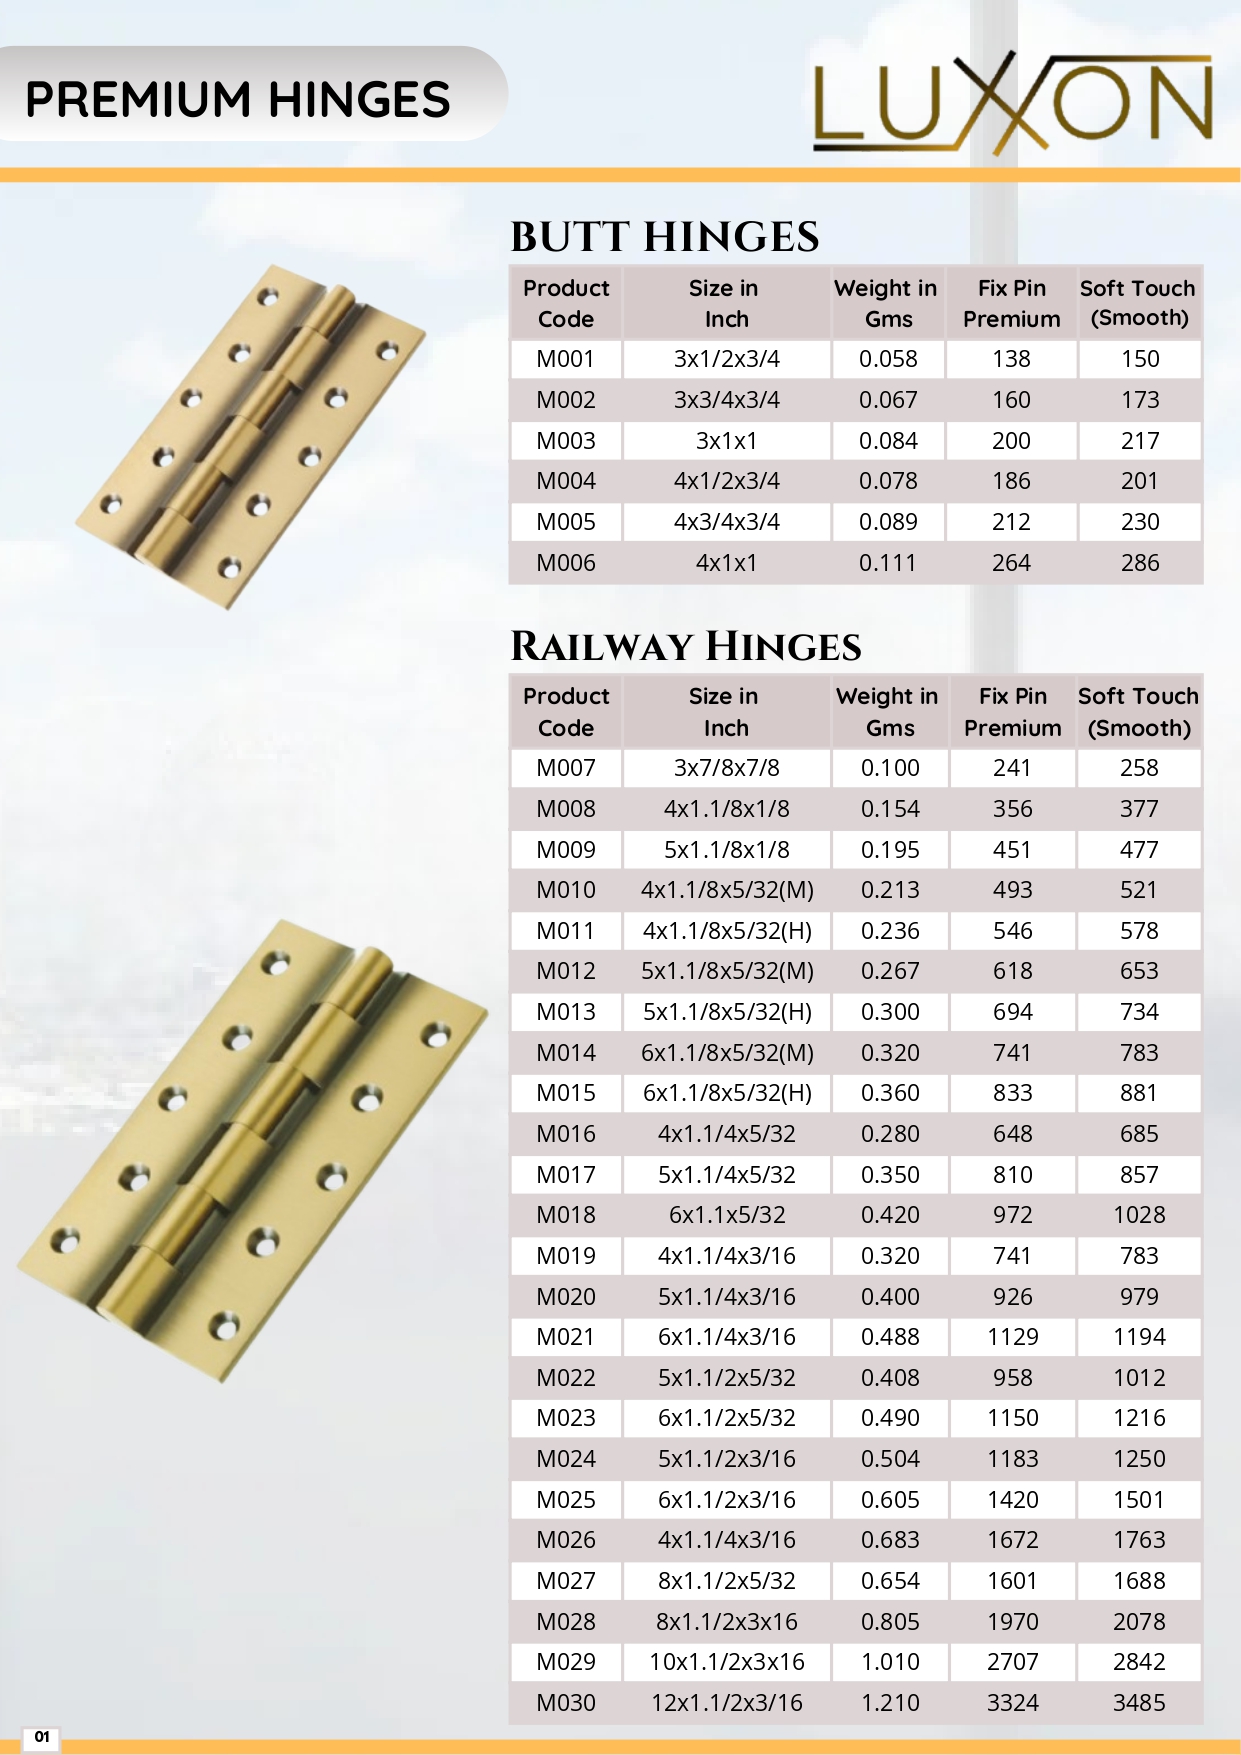 PREMIUM HINGES
LUXXON
BUTT HINGES
Product Code Size in Inch Weight in Gms Fix Pin Premium Soft Touch (Smooth)
M001 3x1/2x3/4 0.058 138 150
M002 3x3/4x3/4 0.067 160 173
M003 3x1x1 0.084 200 217
M004 4x1/2x3/4 0.078 186 201
M005 4x3/4x3/4 0.089 212 230
M006 4x1x1 0.111 264 286
RAILWAY HINGES
Product Code Size in Inch Weight in Gms Fix Pin Premium Soft Touch (Smooth)
M007 3x7/8x7/8 0.100 241 258
M008 4x1.1/8x1/8 0.154 356 377
M009 5x1.1/8x1/8 0.195 451 477
M010 4x1.1/8x5/32(M) 0.213 493 521
M011 4x1.1/8x5/32(H) 0.236 546 578
M012 5x1.1/8x5/32(M) 0.267 618 653
M013 5x1.1/8x5/32(H) 0.300 694 734
M014 6x1.1/8x5/32(M) 0.320 741 783
M015 6x1.1/8x5/32(H) 0.360 833 881
M016 4x1.1/4x5/32 0.280 648 685
M017 5x1.1/4x5/32 0.350 810 857
M018 6x1.1x5/32 0.420 972 1028
M019 4x1.1/4x3/16 0.320 741 783
M020 5x1.1/4x3/16 0.400 926 979
M021 6x1.1/4x3/16 0.488 1129 1194
M022 5x1.1/2x5/32 0.408 958 1012
M023 6x1.1/2x5/32 0.490 1150 1216
M024 5x1.1/2x3/16 0.504 1183 1250
M025 6x1.1/2x3/16 0.605 1420 1501
M026 4x1.1/4x3/16 0.683 1672 1763
M027 8x1.1/2x5/32 0.654 1601 1688
M028 8x1.1/2x3x16 0.805 1970 2078
M029 10x1.1/2x3x16 1.010 2707 2842
M030 12x1.1/2x3/16 1.210 3324 3485
01